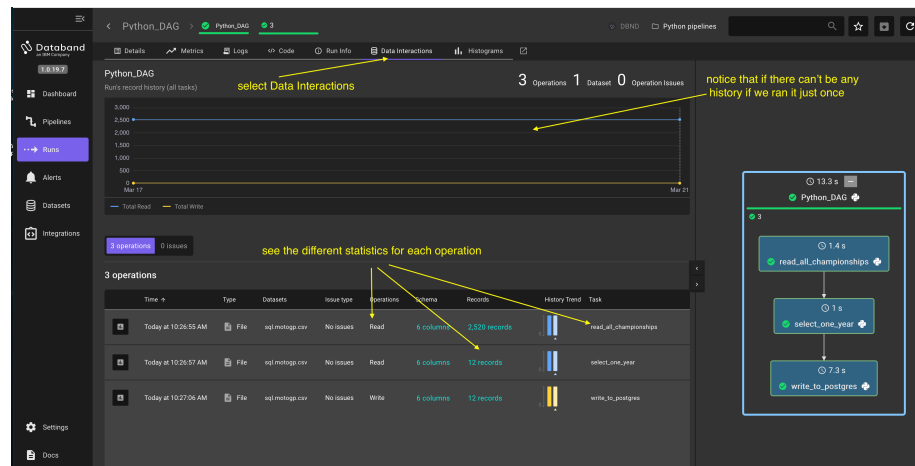 Python_DAG > Python_DAG 3
DBND Python pipelines
Databand
an IBM Company
1.0.19.7
Dashboard
Pipelines
Runs
Alerts
Datasets
Integrations
Settings
Docs
Details Metrics Logs Code Run Info Data Interactions Histograms
Python_DAG
Run's record history (all tasks)
select Data Interactions
3 Operations 1 Dataset 0 Operation Issues
notice that if there can't be any
history if we ran it just once
3,000
2,500
2,000
1,500
1,000
500
0
Mar 17 Mar 21
Total Read Total Write
3 operations 0 issues
see the different statistics for each operation
3 operations
Time Type Datasets Issue type Operations Schema Records History Trend Task
Today at 10:26:55 AM File sql.motogp.csv No issues Read 6 columns 2,520 records read_all_championships
Today at 10:26:57 AM File sql.motogp.csv No issues Read 6 columns 12 records select_one_year
Today at 10:27:06 AM File sql.motogp.csv No issues Write 6 columns 12 records write_to_postgres
13.3 s
Python_DAG
3
1.4 s
read_all_championships
1 s
select_one_year
7.3 s
write_to_postgres